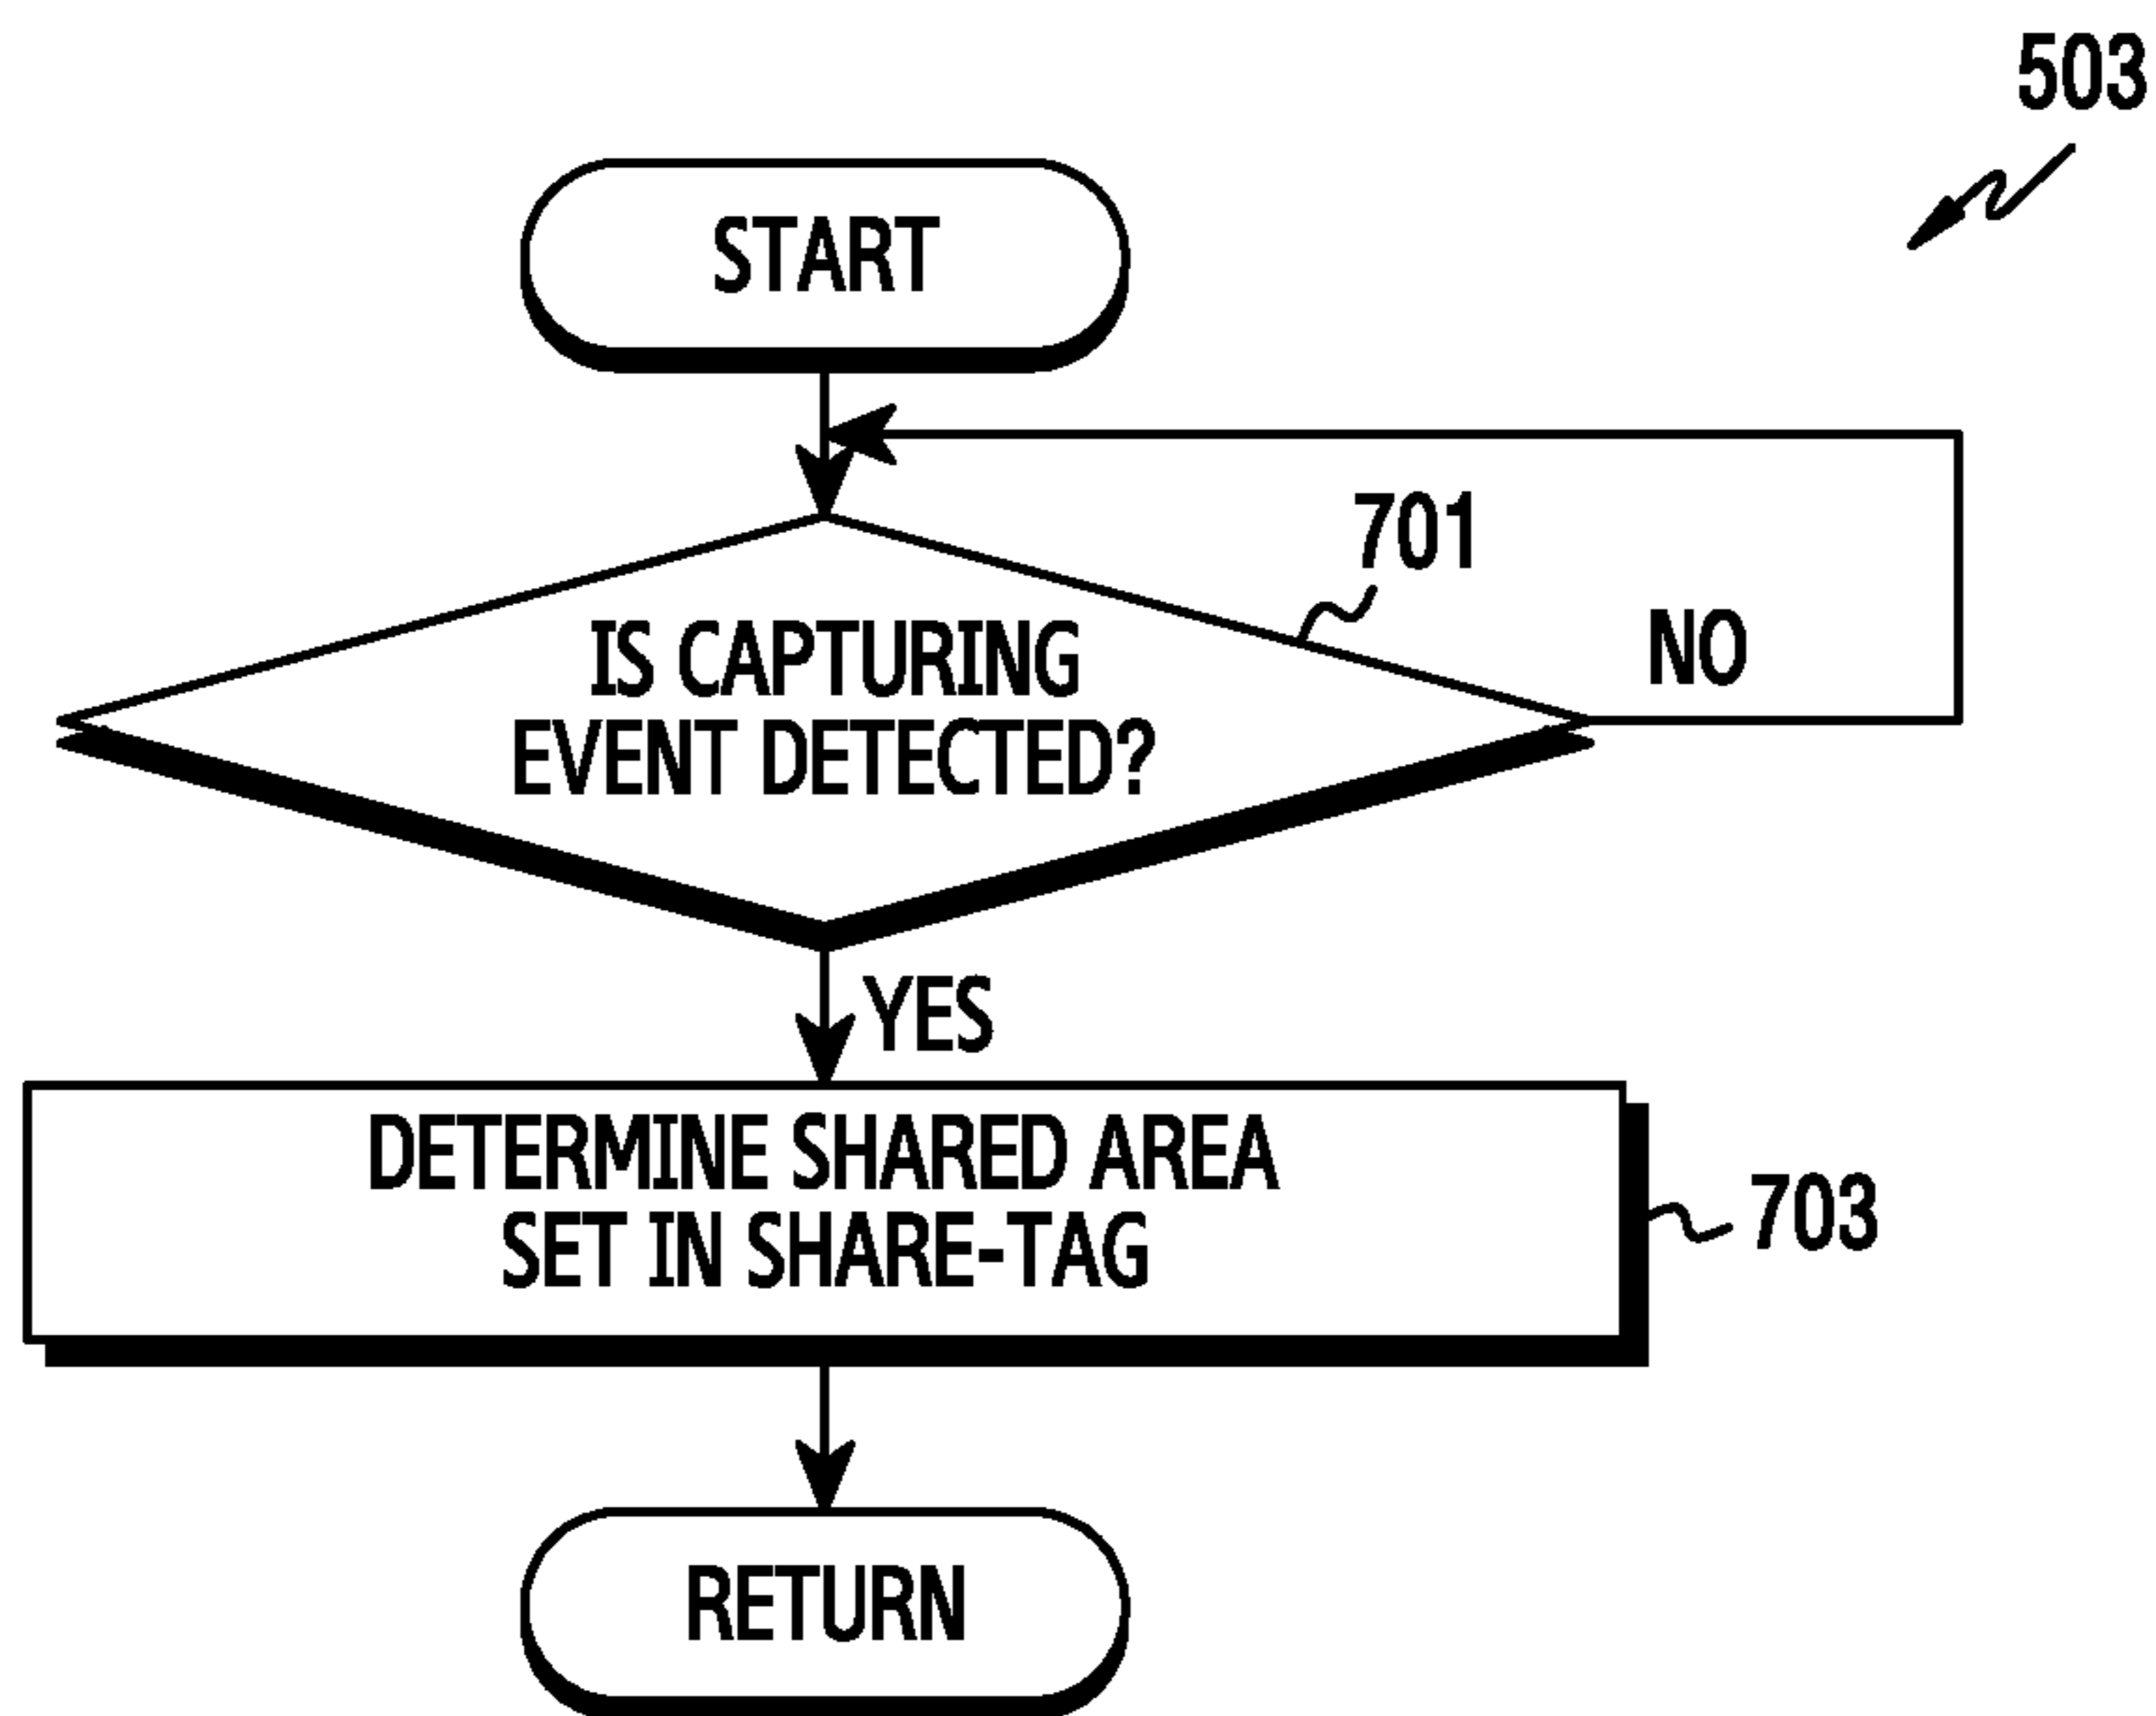 503
START
701
NO
IS CAPTURING
EVENT DETECTED?
YES
DETERMINE SHARED AREA
SET IN SHARE-TAG
703
RETURN